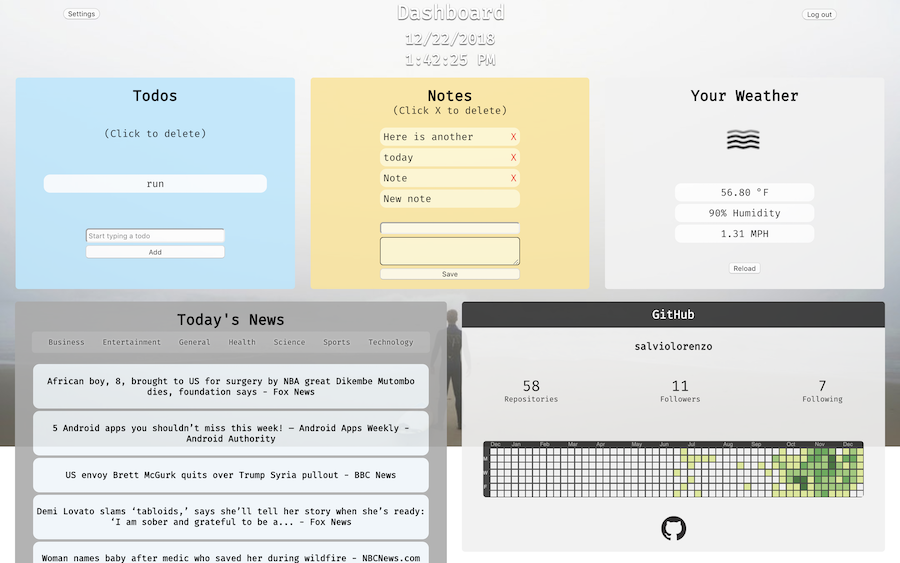 Settings
Dashboard
Log out
12/22/2018
1:42:25 PM
Todos
(Click to delete)
run
Start typing a todo
Add
Notes
(Click X to delete)
Here is another X
today X
Note X
New note
Save
Your Weather
56.80 °F
90% Humidity
1.31 MPH
Reload
Today's News
Business Entertainment General Health Science Sports Technology
African boy, 8, brought to US for surgery by NBA great Dikembe Mutombo
dies, foundation says - Fox News
5 Android apps you shouldn’t miss this week! – Android Apps Weekly -
Android Authority
US envoy Brett McGurk quits over Trump Syria pullout - BBC News
Demi Lovato slams ‘tabloids,’ says she’ll tell her story when she’s ready:
‘I am sober and grateful to be a... - Fox News
Woman names baby after medic who saved her during wildfire - NBCNews.com
GitHub
salviolorenzo
58 11 7
Repositories Followers Following
Dec Jan Feb Mar Apr May Jun Jul Aug Sep Oct Nov Dec
M
W
F